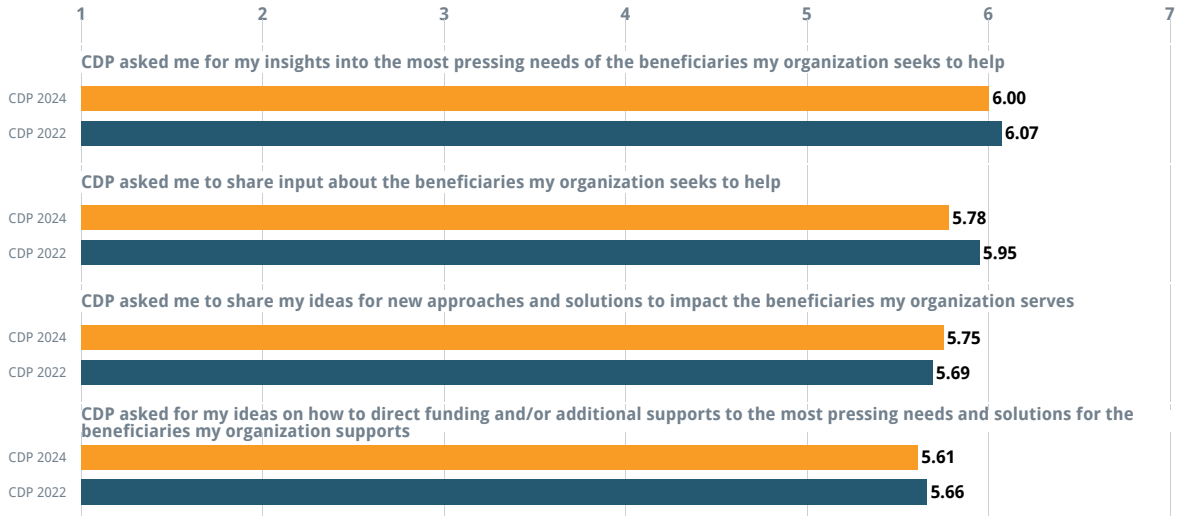 1 2 3 4 5 6 7
CDP asked me for my insights into the most pressing needs of the beneficiaries my organization seeks to help
CDP 2024 6.00
CDP 2022 6.07
CDP asked me to share input about the beneficiaries my organization seeks to help
CDP 2024 5.78
CDP 2022 5.95
CDP asked me to share my ideas for new approaches and solutions to impact the beneficiaries my organization serves
CDP 2024 5.75
CDP 2022 5.69
CDP asked for my ideas on how to direct funding and/or additional supports to the most pressing needs and solutions for the
beneficiaries my organization supports
CDP 2024 5.61
CDP 2022 5.66